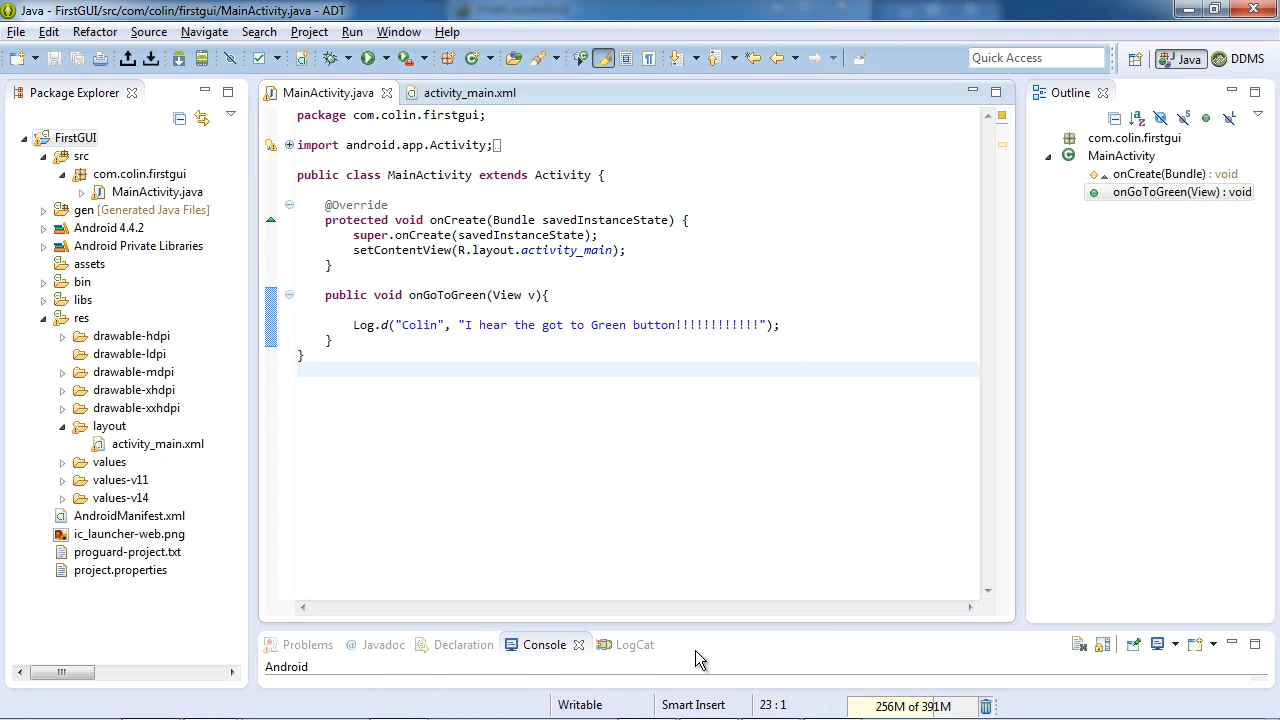 Java - FirstGUI/src/com/colin/firstgui/MainActivity.java - ADT
File Edit Refactor Source Navigate Search Project Run Window Help
Quick Access
Java
DDMS
Package Explorer
FirstGUI
src
com.colin.firstgui
MainActivity.java
gen [Generated Java Files]
Android 4.4.2
Android Private Libraries
assets
bin
libs
res
drawable-hdpi
drawable-ldpi
drawable-mdpi
drawable-xhdpi
drawable-xxhdpi
layout
activity_main.xml
values
values-v11
values-v14
AndroidManifest.xml
ic_launcher-web.png
proguard-project.txt
project.properties
MainActivity.java activity_main.xml
package com.colin.firstgui;
import android.app.Activity;
public class MainActivity extends Activity {
@Override
protected void onCreate(Bundle savedInstanceState) {
super.onCreate(savedInstanceState);
setContentView(R.layout.activity_main);
}
public void onGoToGreen(View v){
Log.d("Colin", "I hear the got to Green button!!!!!!!!!!!!");
}
}
Outline
com.colin.firstgui
MainActivity
onCreate(Bundle) : void
onGoToGreen(View) : void
Problems @ Javadoc Declaration Console LogCat
Android
Writable Smart Insert 23 : 1 256M of 391M